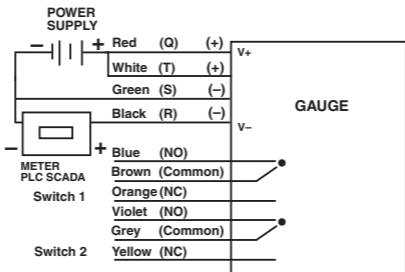 POWER
SUPPLY
– + Red (Q) (+) V+
White (T) (+)
Green (S) (–)
GAUGE
Black (R) (–) V–
– + Blue (NO)
METER
PLC SCADA
Brown (Common)
Switch 1 Orange (NC)
Violet (NO)
Grey (Common)
Switch 2 Yellow (NC)